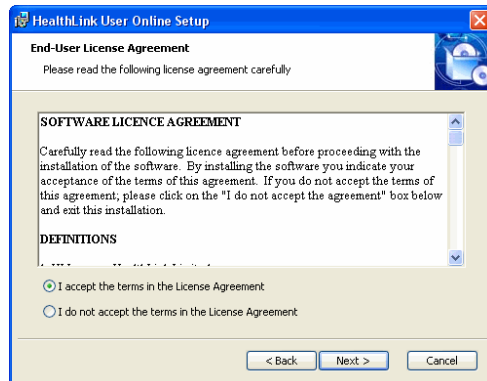 HealthLink User Online Setup
End-User License Agreement
Please read the following license agreement carefully
SOFTWARE LICENCE AGREEMENT
Carefully read the following licence agreement before proceeding with the
installation of the software. By installing the software you indicate your
acceptance of the terms of this agreement. If you do not accept the terms of
this agreement; please click on the "I do not accept the agreement" box below
and exit this installation.
DEFINITIONS
I accept the terms in the License Agreement
I do not accept the terms in the License Agreement
< Back
Next >
Cancel